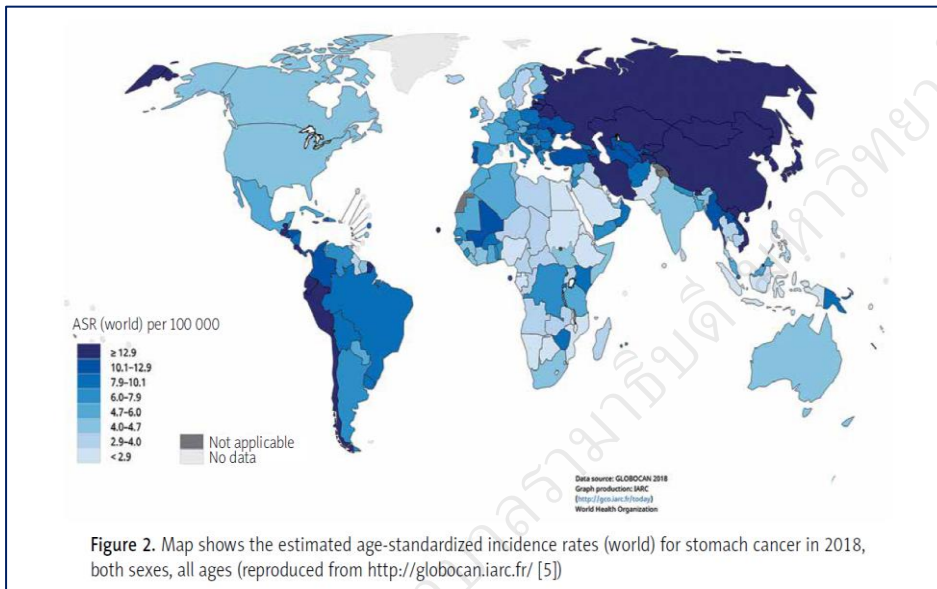 ASR (world) per 100 000
≥ 12.9
10.1–12.9
7.9–10.1
6.0–7.9
4.7–6.0
4.0–4.7
2.9–4.0
< 2.9
Not applicable
No data
Data source: GLOBOCAN 2018
Graph production: IARC
(http://gco.iarc.fr/today)
World Health Organization
Figure 2. Map shows the estimated age-standardized incidence rates (world) for stomach cancer in 2018,
both sexes, all ages (reproduced from http://globocan.iarc.fr/ [5])